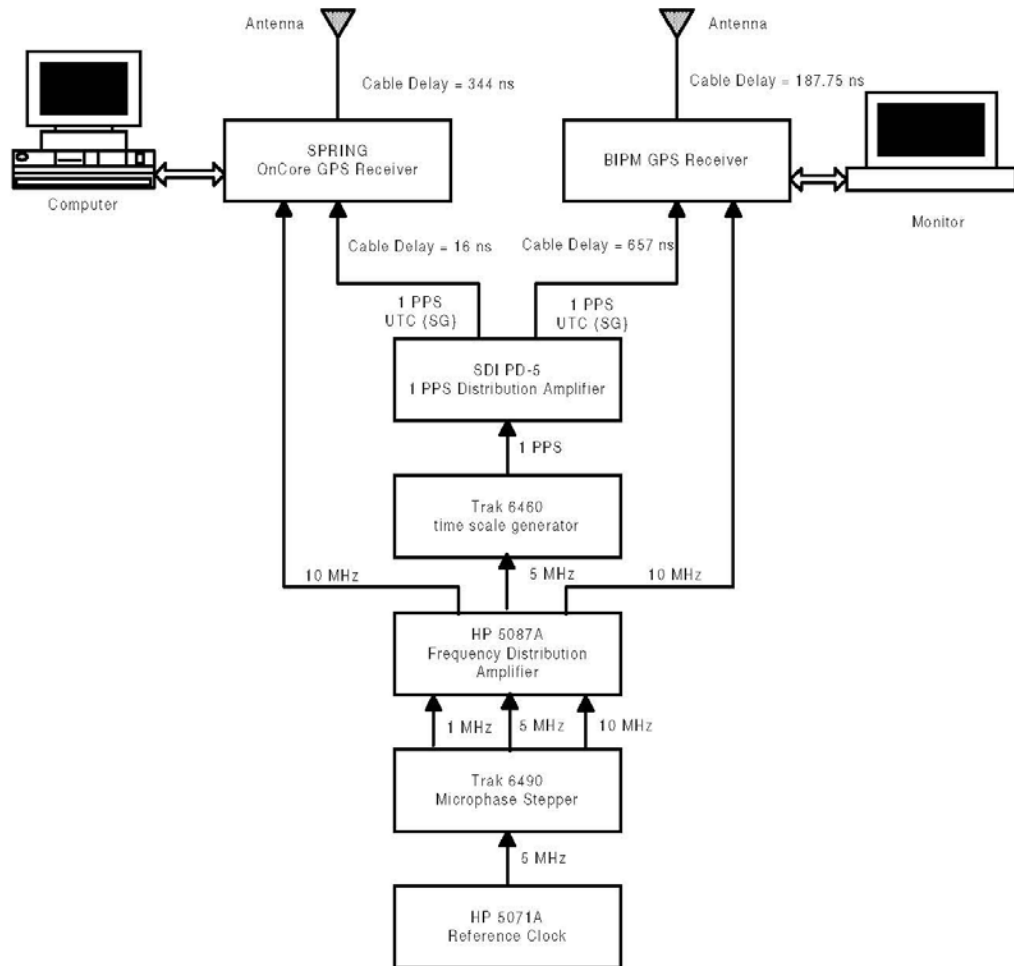 Antenna
Antenna
Cable Delay = 344 ns
Cable Delay = 187.75 ns
SPRING
OnCore GPS Receiver
BIPM GPS Receiver
Computer
Monitor
Cable Delay = 16 ns
Cable Delay = 657 ns
1 PPS
UTC (SG}
1 PPS
UTC (SG}
SDI PD-5
1 PPS Distribution Amplifier
1 PPS
Trak 6460
time scale generator
10 MHz
5 MHz
10 MHz
HP 5087A
Frequency Distribution
Amplifier
1 MHz
5 MHz
10 MHz
Trak 6490
Microphase Stepper
5 MHz
HP 5071A
Reference Clock